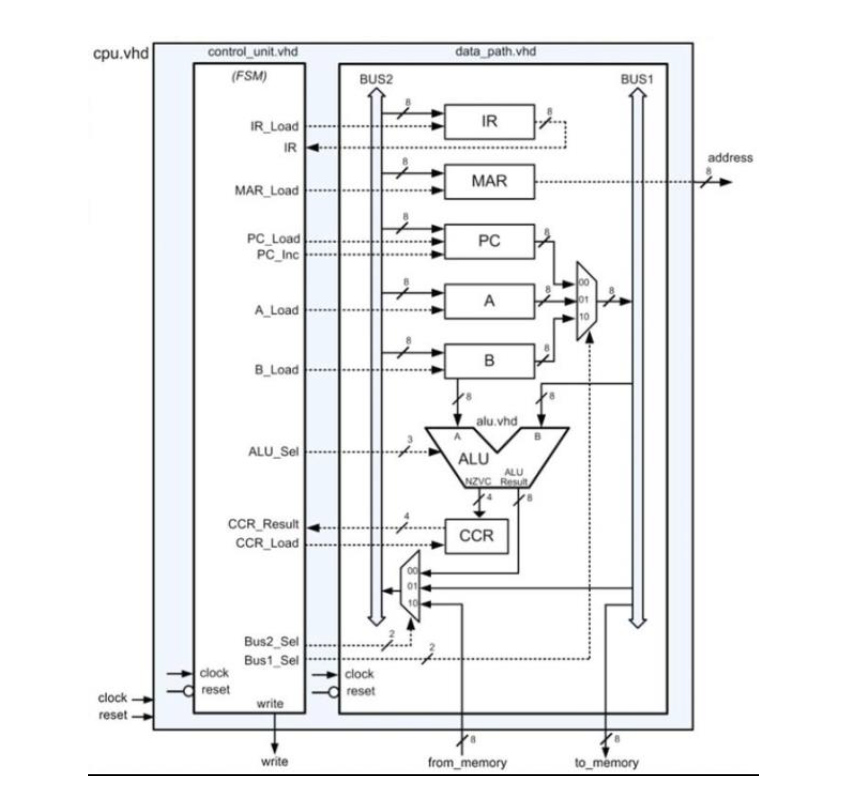 cpu.vhd
control_unit.vhd
data_path.vhd
(FSM)
BUS2
BUS1
8
IR_Load
IR
8
IR
address
8
MAR_Load
MAR
8
8
PC_Load
PC_Inc
PC
8
8
A_Load
A
8
00
01
10
8
8
B_Load
B
8
8
8
alu.vhd
A
B
ALU_Sel
3
ALU
NZVC
ALU
Result
4
8
CCR_Result
4
CCR_Load
CCR
00
01
10
Bus2_Sel
2
Bus1_Sel
2
clock
reset
clock
reset
clock
reset
write
8
8
write
from_memory
to_memory